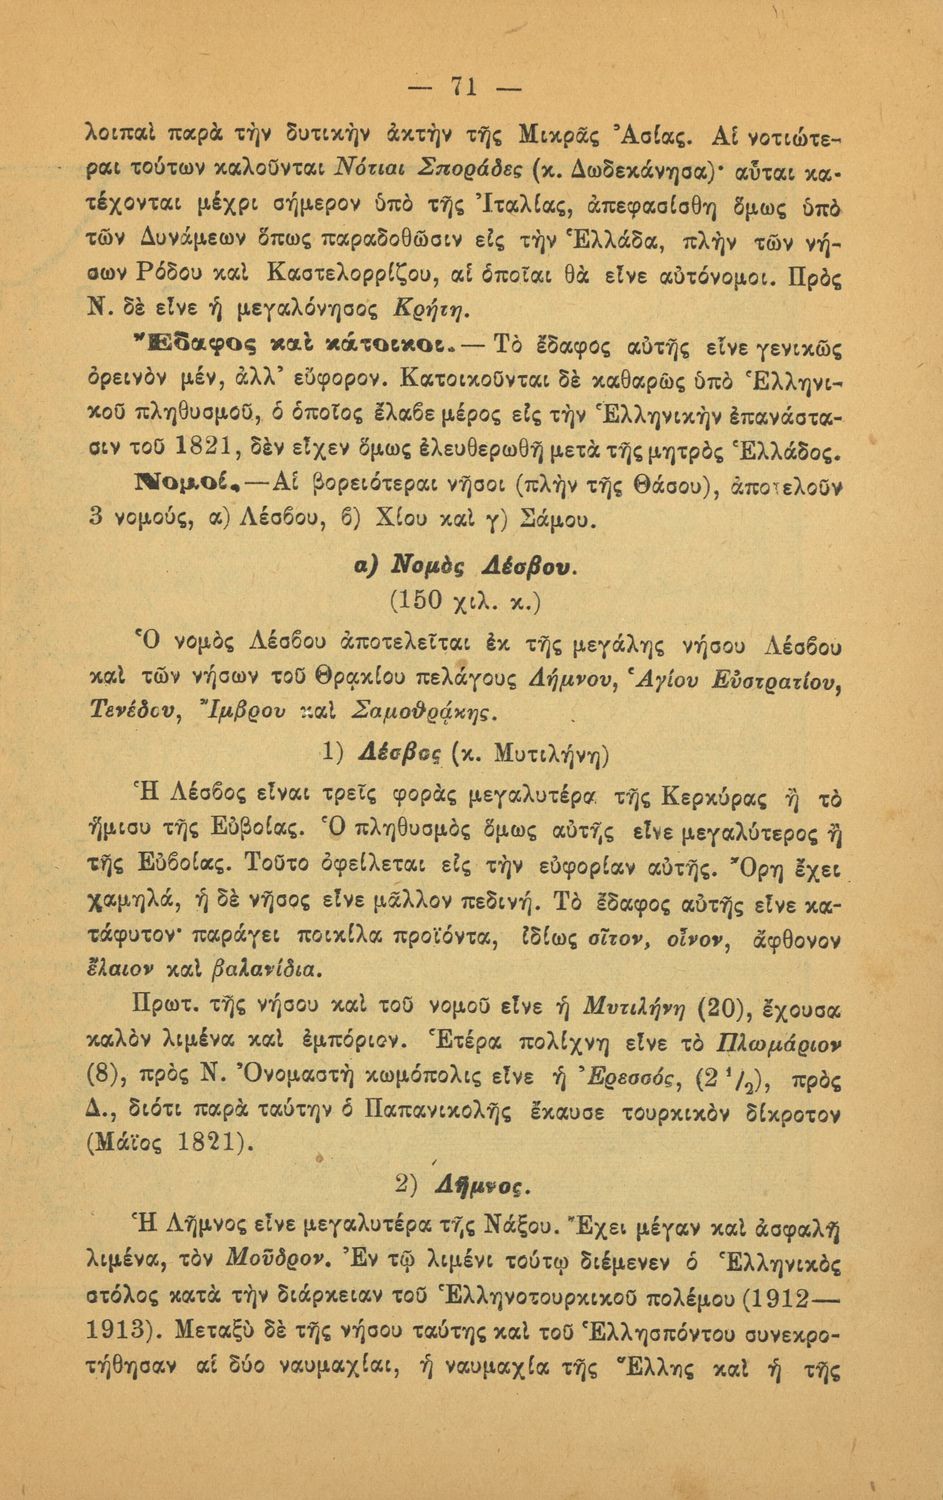 — 71 —
λοιπαὶ παρὰ τὴν δυτικὴν ἀκτὴν τῆς Μικρᾶς Ἀσίας. Αἱ νοτιώτε-
ραι τούτων καλοῦνται Νότιαι Σποράδες (κ. Δωδεκάνησα)· αὗται κα-
τέχονται μέχρι σήμερον ὑπὸ τῆς Ἰταλίας, ἀπεφασίσθη ὅμως ὑπὸ
τῶν Δυνάμεων ὅπως παραδοθῶσιν εἰς τὴν Ἑλλάδα, πλὴν τῶν νή-
σων Ρόδου καὶ Καστελορρίζου, αἱ ὁποῖαι θὰ εἶνε αὐτόνομοι. Πρὸς
Ν. δὲ εἶνε ἡ μεγαλόνησος Κρήτη.
Ἔδαφος καὶ κάτοικοι.— Τὸ ἔδαφος αὐτῆς εἶνε γενικῶς
ὀρεινὸν μέν, ἀλλ’ εὔφορον. Κατοικοῦνται δὲ καθαρῶς ὑπὸ Ἑλληνι-
κοῦ πληθυσμοῦ, ὁ ὁποῖος ἔλαβε μέρος εἰς τὴν Ἑλληνικὴν ἐπανάστα-
σιν τοῦ 1821, δὲν εἶχεν ὅμως ἐλευθερωθῆ μετὰ τῆς μητρὸς Ἑλλάδος.
Νομοί.—Αἱ βορειότεραι νῆσοι (πλὴν τῆς Θάσου), ἀποτελοῦν
3 νομούς, α) Λέσβου, β) Χίου καὶ γ) Σάμου.
α) Νομὸς Λέσβου.
(150 χιλ. κ.)
Ὁ νομὸς Λέσβου ἀποτελεῖται ἐκ τῆς μεγάλης νήσου Λέσβου
καὶ τῶν νήσων τοῦ Θρᾳκίου πελάγους Λήμνου, Ἁγίου Εὐστρατίου,
Τενέδου, Ἴμβρου καὶ Σαμοθρᾴκης.
1) Λέσβος (κ. Μυτιλήνη)
Ἡ Λέσβος εἶναι τρεῖς φορὰς μεγαλυτέρα τῆς Κερκύρας ἢ τὸ
ἥμισυ τῆς Εὐβοίας. Ὁ πληθυσμὸς ὅμως αὐτῆς εἶνε μεγαλύτερος ἢ
τῆς Εὐβοίας. Τοῦτο ὀφείλεται εἰς τὴν εὐφορίαν αὐτῆς. Ὄρη ἔχει
χαμηλά, ἡ δὲ νῆσος εἶνε μᾶλλον πεδινή. Τὸ ἔδαφος αὐτῆς εἶνε κα-
τάφυτον· παράγει ποικίλα προϊόντα, ἰδίως σῖτον, οἶνον, ἄφθονον
ἔλαιον καὶ βαλανίδια.
Πρωτ. τῆς νήσου καὶ τοῦ νομοῦ εἶνε ἡ Μυτιλήνη (20), ἔχουσα
καλὸν λιμένα καὶ ἐμπόριον. Ἑτέρα πολίχνη εἶνε τὸ Πλωμάριον
(8), πρὸς Ν. Ὀνομαστὴ κωμόπολις εἶνε ἡ Ἐρεσσός, (2 ¹/₂), πρὸς
Δ., διότι παρὰ ταύτην ὁ Παπανικολῆς ἔκαυσε τουρκικὸν δίκροτον
(Μάϊος 1821).
2) Λῆμνος.
Ἡ Λῆμνος εἶνε μεγαλυτέρα τῆς Νάξου. Ἔχει μέγαν καὶ ἀσφαλῆ
λιμένα, τὸν Μοῦδρον. Ἐν τῷ λιμένι τούτῳ διέμενεν ὁ Ἑλληνικὸς
στόλος κατὰ τὴν διάρκειαν τοῦ Ἑλληνοτουρκικοῦ πολέμου (1912—
1913). Μεταξὺ δὲ τῆς νήσου ταύτης καὶ τοῦ Ἑλλησπόντου συνεκρο-
τήθησαν αἱ δύο ναυμαχίαι, ἡ ναυμαχία τῆς Ἕλλης καὶ ἡ τῆς